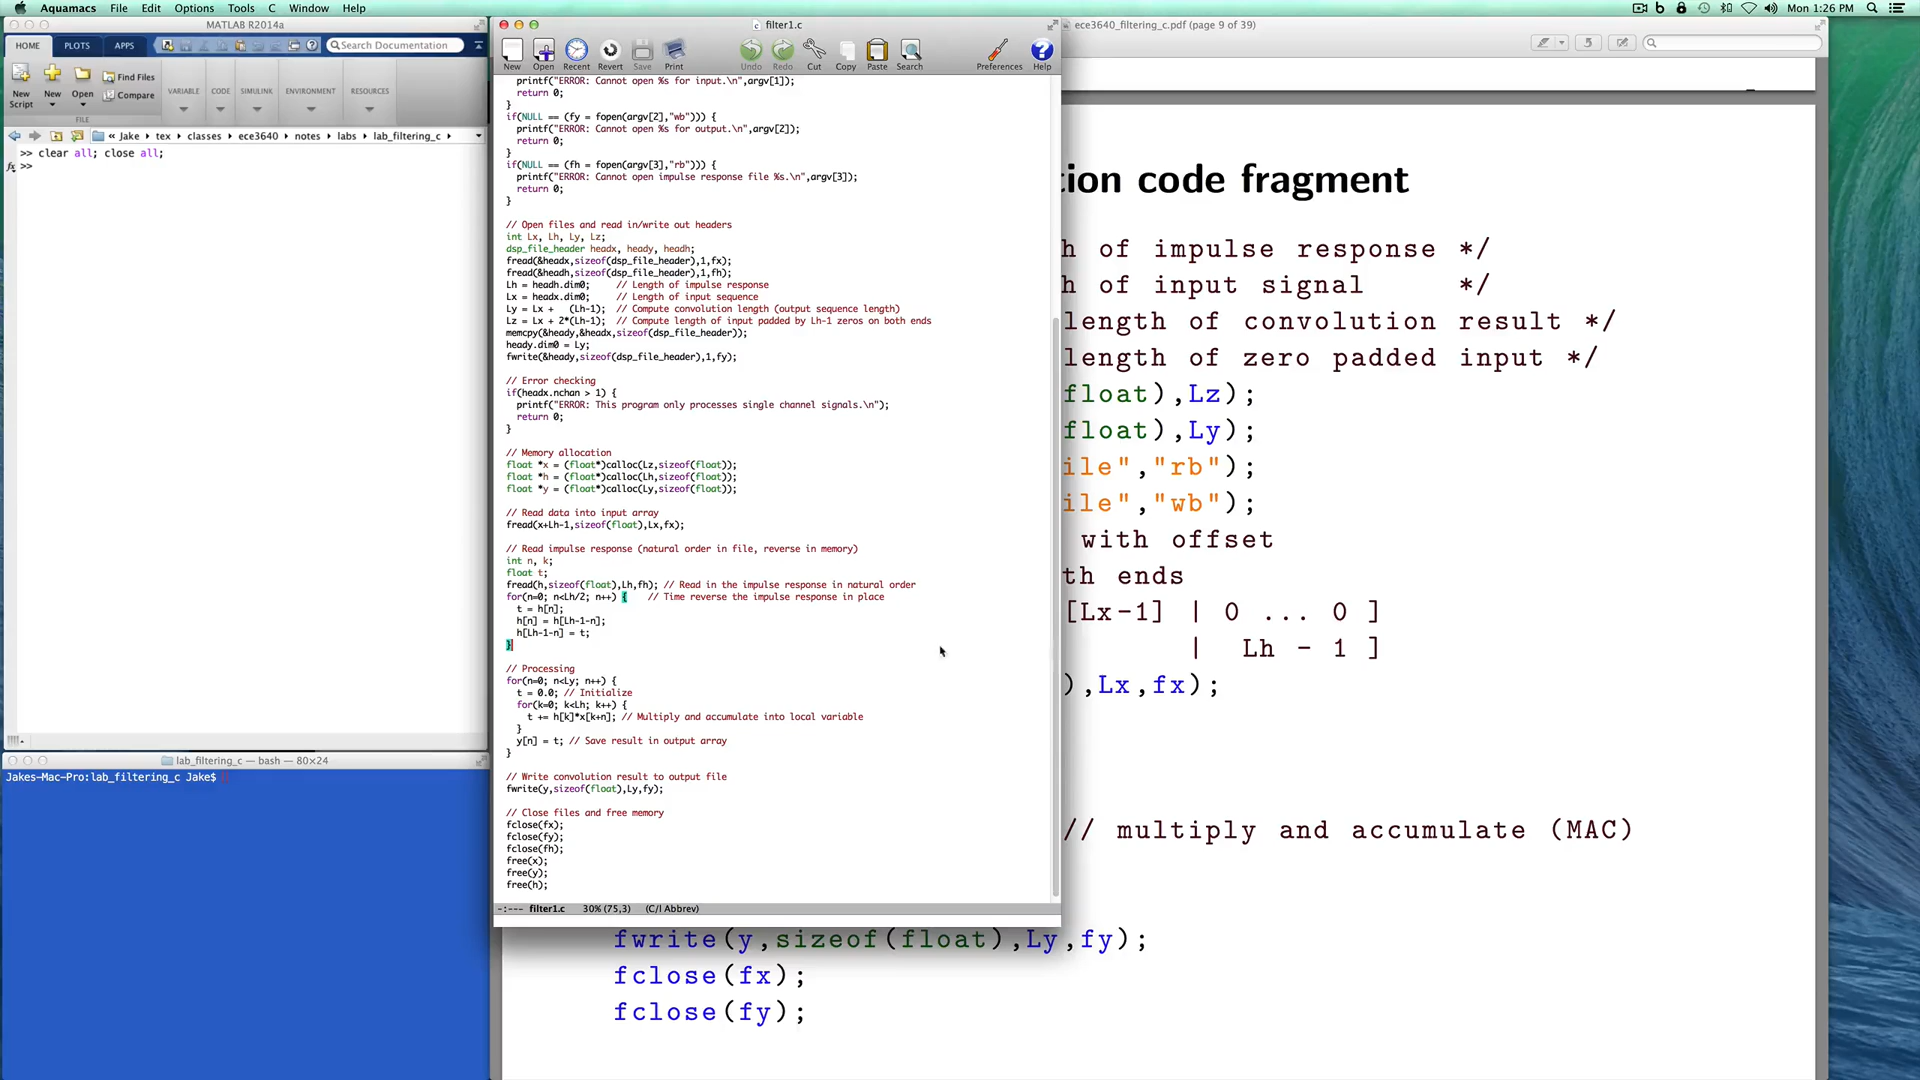 Aquamacs File Edit Options Tools C Window Help
Mon 1:26 PM
MATLAB R2014a
HOME PLOTS APPS
Search Documentation
New Script
New
Open
Find Files
Compare
FILE
VARIABLE
CODE
SIMULINK
ENVIRONMENT
RESOURCES
« Jake ▸ tex ▸ classes ▸ ece3640 ▸ notes ▸ labs ▸ lab_filtering_c ▸
>> clear all; close all;
fx >>
lab_filtering_c — bash — 80×24
Jakes-Mac-Pro:lab_filtering_c Jake$
filter1.c
New Open Recent Revert Save Print Undo Redo Cut Copy Paste Search Preferences Help
printf("ERROR: Cannot open %s for input.\n",argv[1]);
return 0;
}
if(NULL == (fy = fopen(argv[2],"wb"))) {
printf("ERROR: Cannot open %s for output.\n",argv[2]);
return 0;
}
if(NULL == (fh = fopen(argv[3],"rb"))) {
printf("ERROR: Cannot open impulse response file %s.\n",argv[3]);
return 0;
}
// Open files and read in/write out headers
int Lx, Lh, Ly, Lz;
dsp_file_header headx, heady, headh;
fread(&headx,sizeof(dsp_file_header),1,fx);
fread(&headh,sizeof(dsp_file_header),1,fh);
Lh = headh.dim0; // Length of impulse response
Lx = headx.dim0; // Length of input sequence
Ly = Lx + (Lh-1); // Compute convolution length (output sequence length)
Lz = Lx + 2*(Lh-1); // Compute length of input padded by Lh-1 zeros on both ends
memcpy(&heady,&headx,sizeof(dsp_file_header));
heady.dim0 = Ly;
fwrite(&heady,sizeof(dsp_file_header),1,fy);
// Error checking
if(headx.nchan > 1) {
printf("ERROR: This program only processes single channel signals.\n");
return 0;
}
// Memory allocation
float *x = (float*)calloc(Lz,sizeof(float));
float *h = (float*)calloc(Lh,sizeof(float));
float *y = (float*)calloc(Ly,sizeof(float));
// Read data into input array
fread(x+Lh-1,sizeof(float),Lx,fx);
// Read impulse response (natural order in file, reverse in memory)
int n, k;
float t;
fread(h,sizeof(float),Lh,fh); // Read in the impulse response in natural order
for(n=0; n<Lh/2; n++) { // Time reverse the impulse response in place
t = h[n];
h[n] = h[Lh-1-n];
h[Lh-1-n] = t;
}
// Processing
for(n=0; n<Ly; n++) {
t = 0.0; // Initialize
for(k=0; k<Lh; k++) {
t += h[k]*x[k+n]; // Multiply and accumulate into local variable
}
y[n] = t; // Save result in output array
}
// Write convolution result to output file
fwrite(y,sizeof(float),Ly,fy);
// Close files and free memory
fclose(fx);
fclose(fy);
fclose(fh);
free(x);
free(y);
free(h);
-:--- filter1.c 30% (75,3) (C/l Abbrev)
ece3640_filtering_c.pdf (page 9 of 39)
tion code fragment
h of impulse response */
h of input signal */
length of convolution result */
length of zero padded input */
float),Lz);
float),Ly);
ile","rb");
ile","wb");
with offset
th ends
[Lx-1] | 0 ... 0 ]
| Lh - 1 ]
),Lx,fx);
// multiply and accumulate (MAC)
fwrite(y,sizeof(float),Ly,fy);
fclose(fx);
fclose(fy);